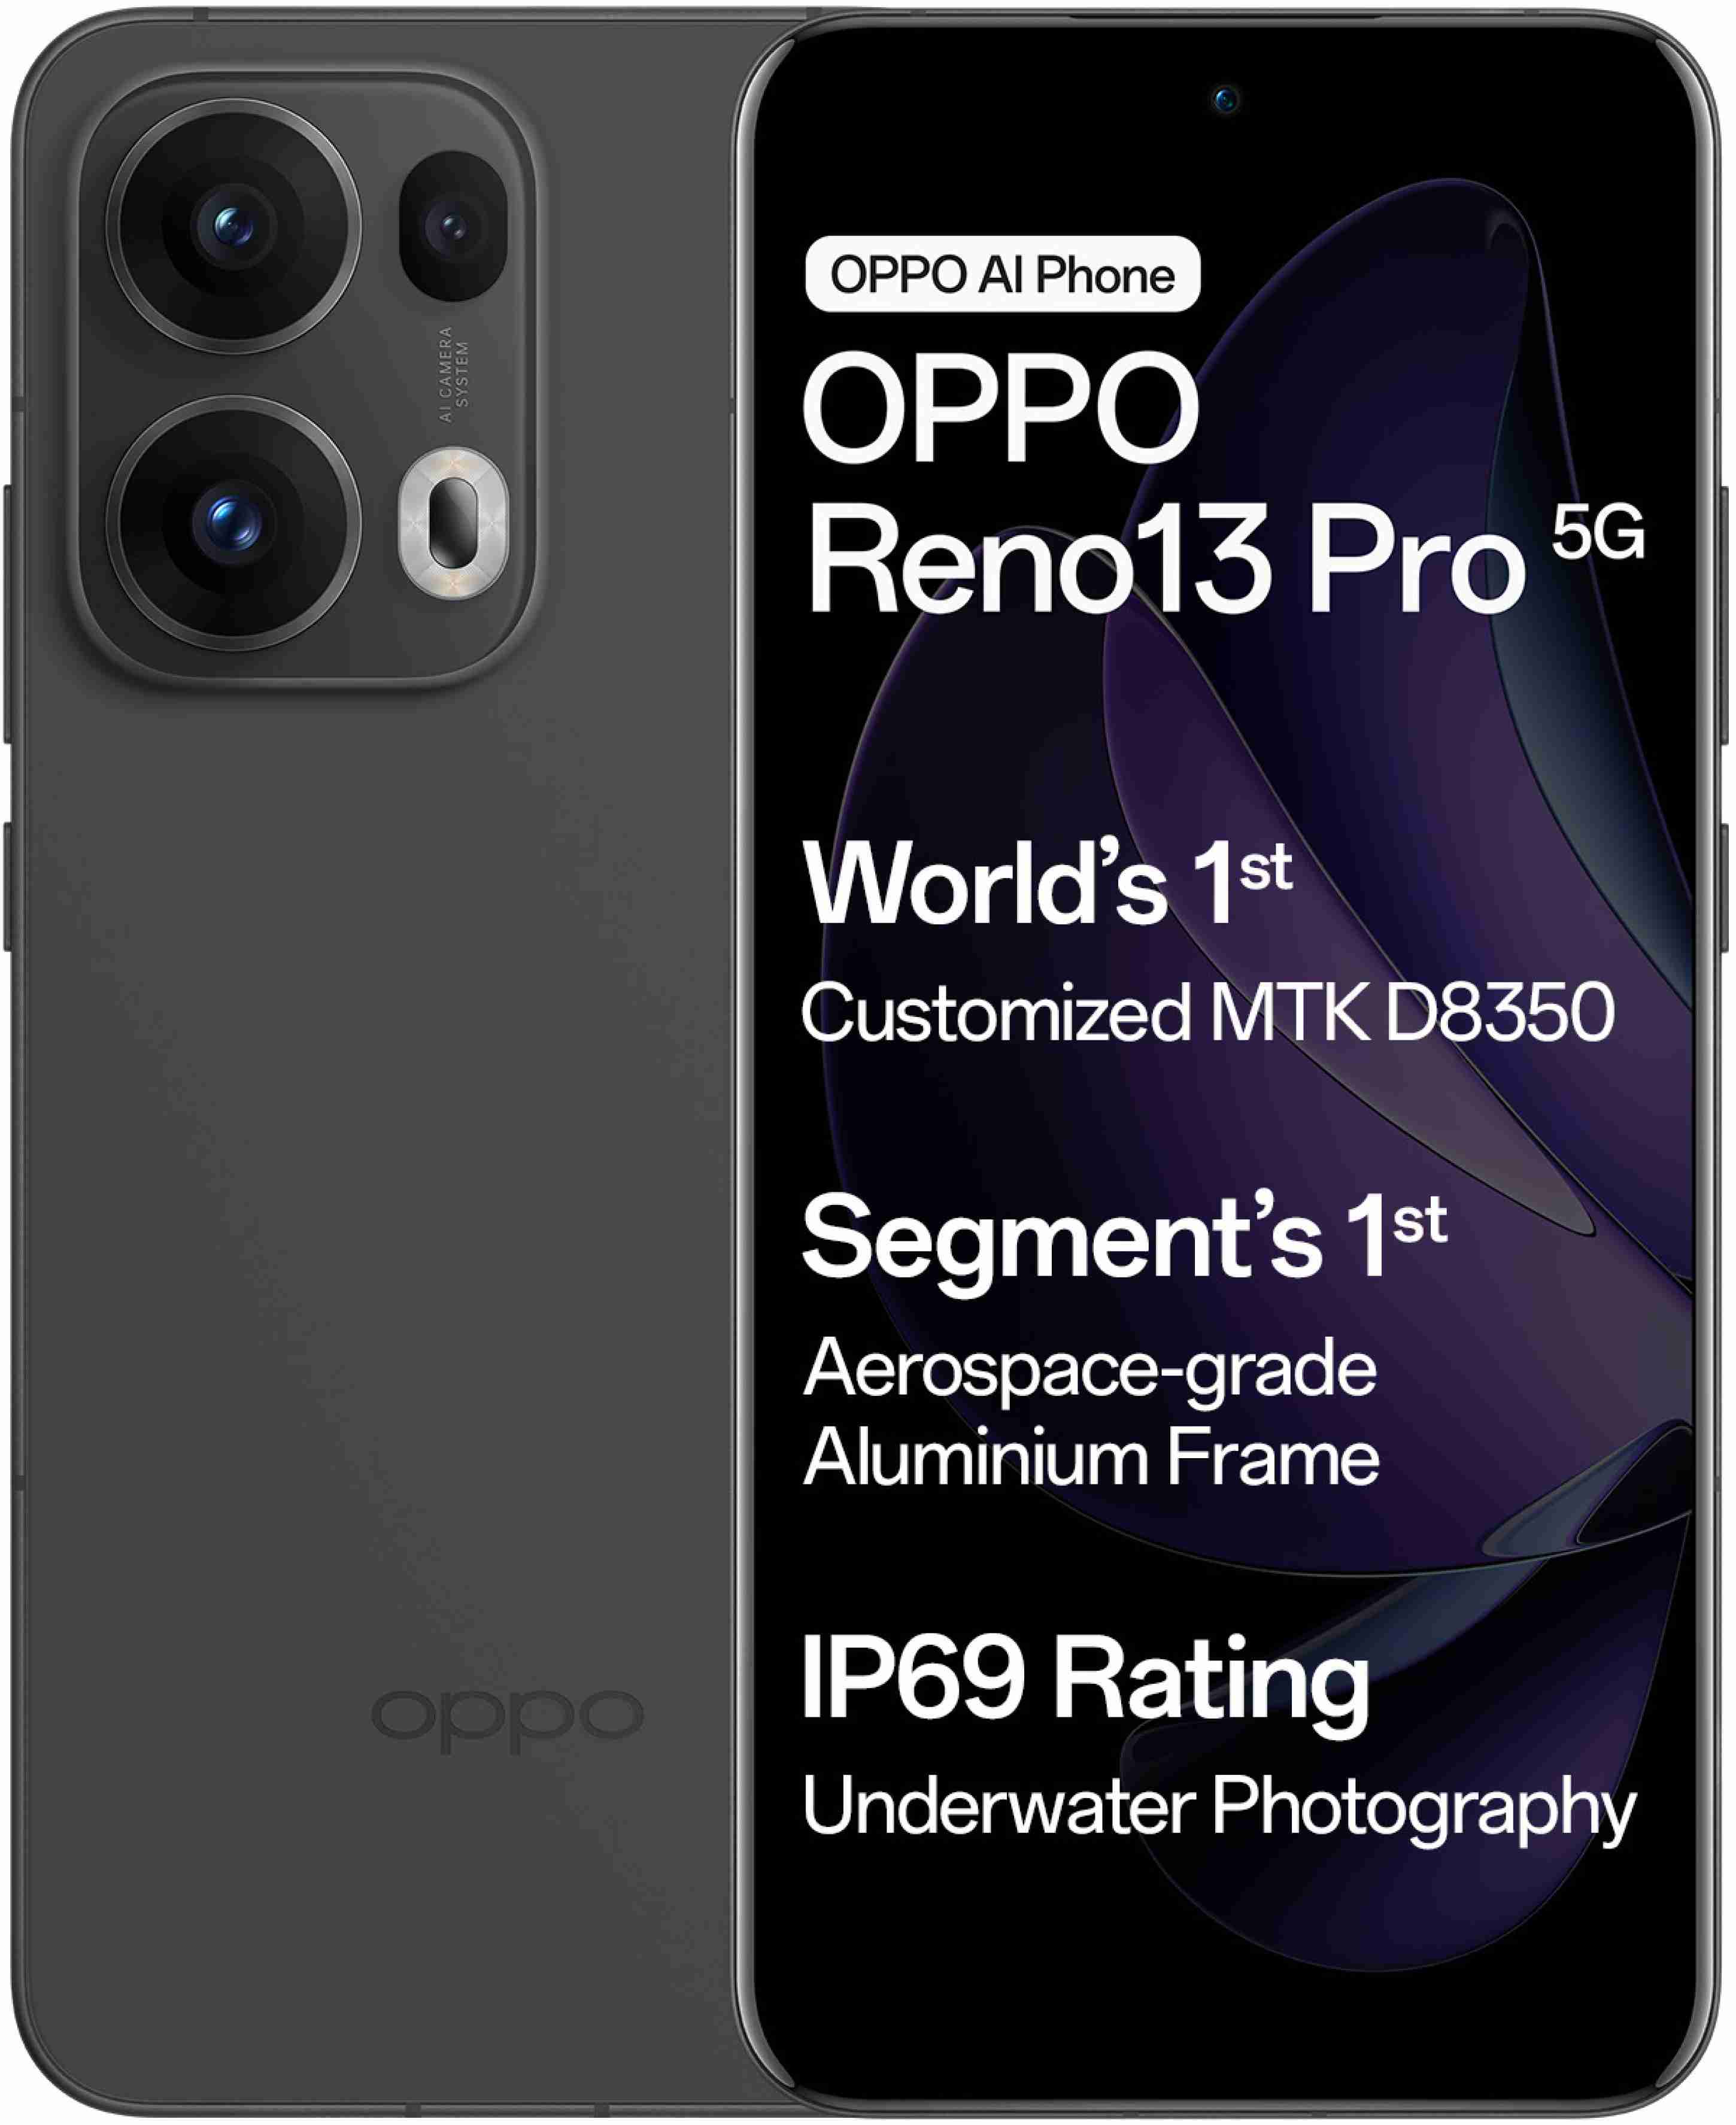 AI CAMERA
SYSTEM
oppo
OPPO AI Phone
OPPO
Reno13 Pro 5G
World's 1st
Customized MTK D8350
Segment's 1st
Aerospace-grade
Aluminium Frame
IP69 Rating
Underwater Photography